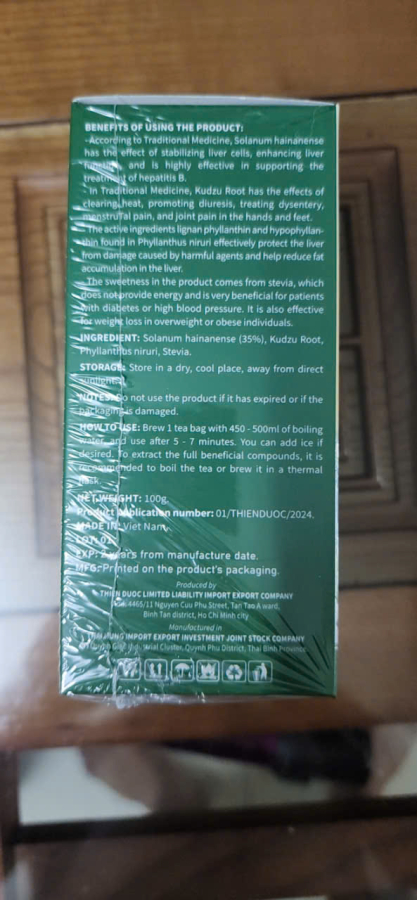 BENEFITS OF USING THE PRODUCT:
- According to Traditional Medicine, Solanum hainanense
has the effect of stabilizing liver cells, enhancing liver
function, and is highly effective in supporting the
treatment of hepatitis B.
- In Traditional Medicine, Kudzu Root has the effects of
clearing heat, promoting diuresis, treating dysentery,
menstrual pain, and joint pain in the hands and feet.
- The active ingredients lignan phyllanthin and hypophyllan-
thin found in Phyllanthus niruri effectively protect the liver
from damage caused by harmful agents and help reduce fat
accumulation in the liver.
- The sweetness in the product comes from stevia, which
does not provide energy and is very beneficial for patients
with diabetes or high blood pressure. It is also effective
for weight loss in overweight or obese individuals.
INGREDIENT: Solanum hainanense (35%), Kudzu Root,
Phyllanthus niruri, Stevia.
STORAGE: Store in a dry, cool place, away from direct
sunlight.
NOTES: Do not use the product if it has expired or if the
packaging is damaged.
HOW TO USE: Brew 1 tea bag with 450 - 500ml of boiling
water, and use after 5 - 7 minutes. You can add ice if
desired. To extract the full beneficial compounds, it is
recommended to boil the tea or brew it in a thermal
flask.
NET WEIGHT: 100g.
Product application number: 01/THIENDUOC/2024.
MADE IN: Viet Nam.
LOT: 01
EXP: 2 years from manufacture date.
MFG: Printed on the product's packaging.
Produced by
THIEN DUOC LIMITED LIABILITY IMPORT EXPORT COMPANY
4465/11 Nguyen Cuu Phu Street, Tan Tao A ward,
Binh Tan district, Ho Chi Minh city
Manufactured in
IMPORT EXPORT INVESTMENT JOINT STOCK COMPANY
Industrial Cluster, Quynh Phu District, Thai Binh Province.